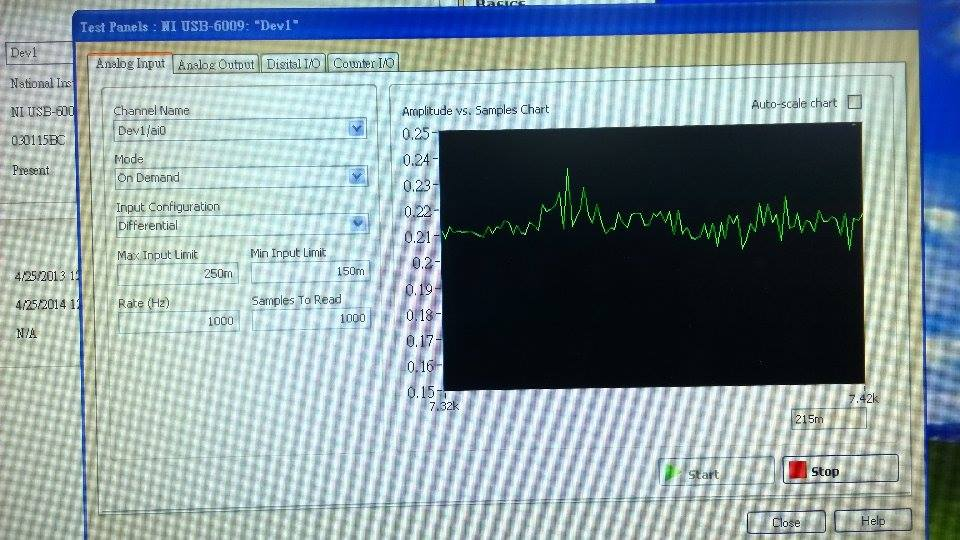 Basics
Test Panels : NI USB-6009: "Dev1"
Dev1
National Ins
NI USB-600
030115BC
Present
4/25/2013 12
4/25/2014 12
N/A
Analog Input
Analog Output
Digital I/O
Counter I/O
Channel Name
Dev1/ai0
Mode
On Demand
Input Configuration
Differential
Max Input Limit
Min Input Limit
250m
150m
Rate (Hz)
Samples To Read
1000
1000
Amplitude vs. Samples Chart
Auto-scale chart
0.25
0.24
0.23
0.22
0.21
0.2
0.19
0.18
0.17
0.16
0.15
7.32k
7.42k
215m
Start
Stop
Close
Help